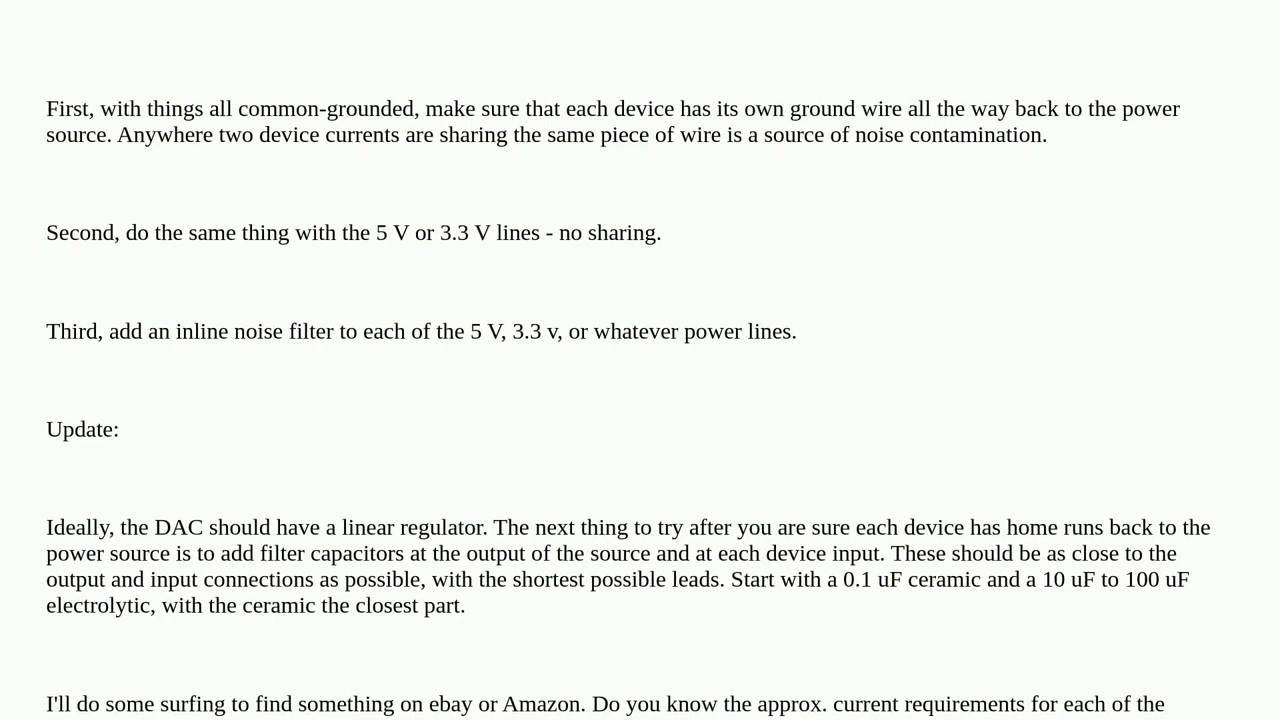 First, with things all common-grounded, make sure that each device has its own ground wire all the way back to the power
source. Anywhere two device currents are sharing the same piece of wire is a source of noise contamination.
Second, do the same thing with the 5 V or 3.3 V lines - no sharing.
Third, add an inline noise filter to each of the 5 V, 3.3 v, or whatever power lines.
Update:
Ideally, the DAC should have a linear regulator. The next thing to try after you are sure each device has home runs back to the
power source is to add filter capacitors at the output of the source and at each device input. These should be as close to the
output and input connections as possible, with the shortest possible leads. Start with a 0.1 uF ceramic and a 10 uF to 100 uF
electrolytic, with the ceramic the closest part.
I'll do some surfing to find something on ebay or Amazon. Do you know the approx. current requirements for each of the